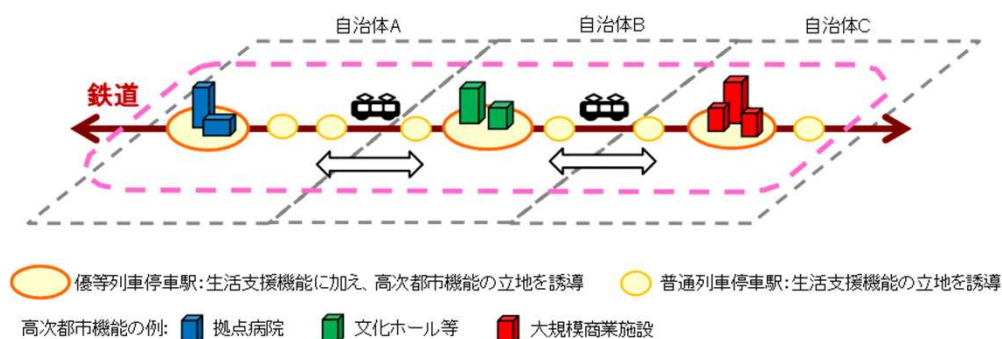 自治体A 自治体B 自治体C
鉄道
優等列車停車駅:生活支援機能に加え、高次都市機能の立地を誘導 普通列車停車駅:生活支援機能の立地を誘導
高次都市機能の例: 拠点病院 文化ホール等 大規模商業施設